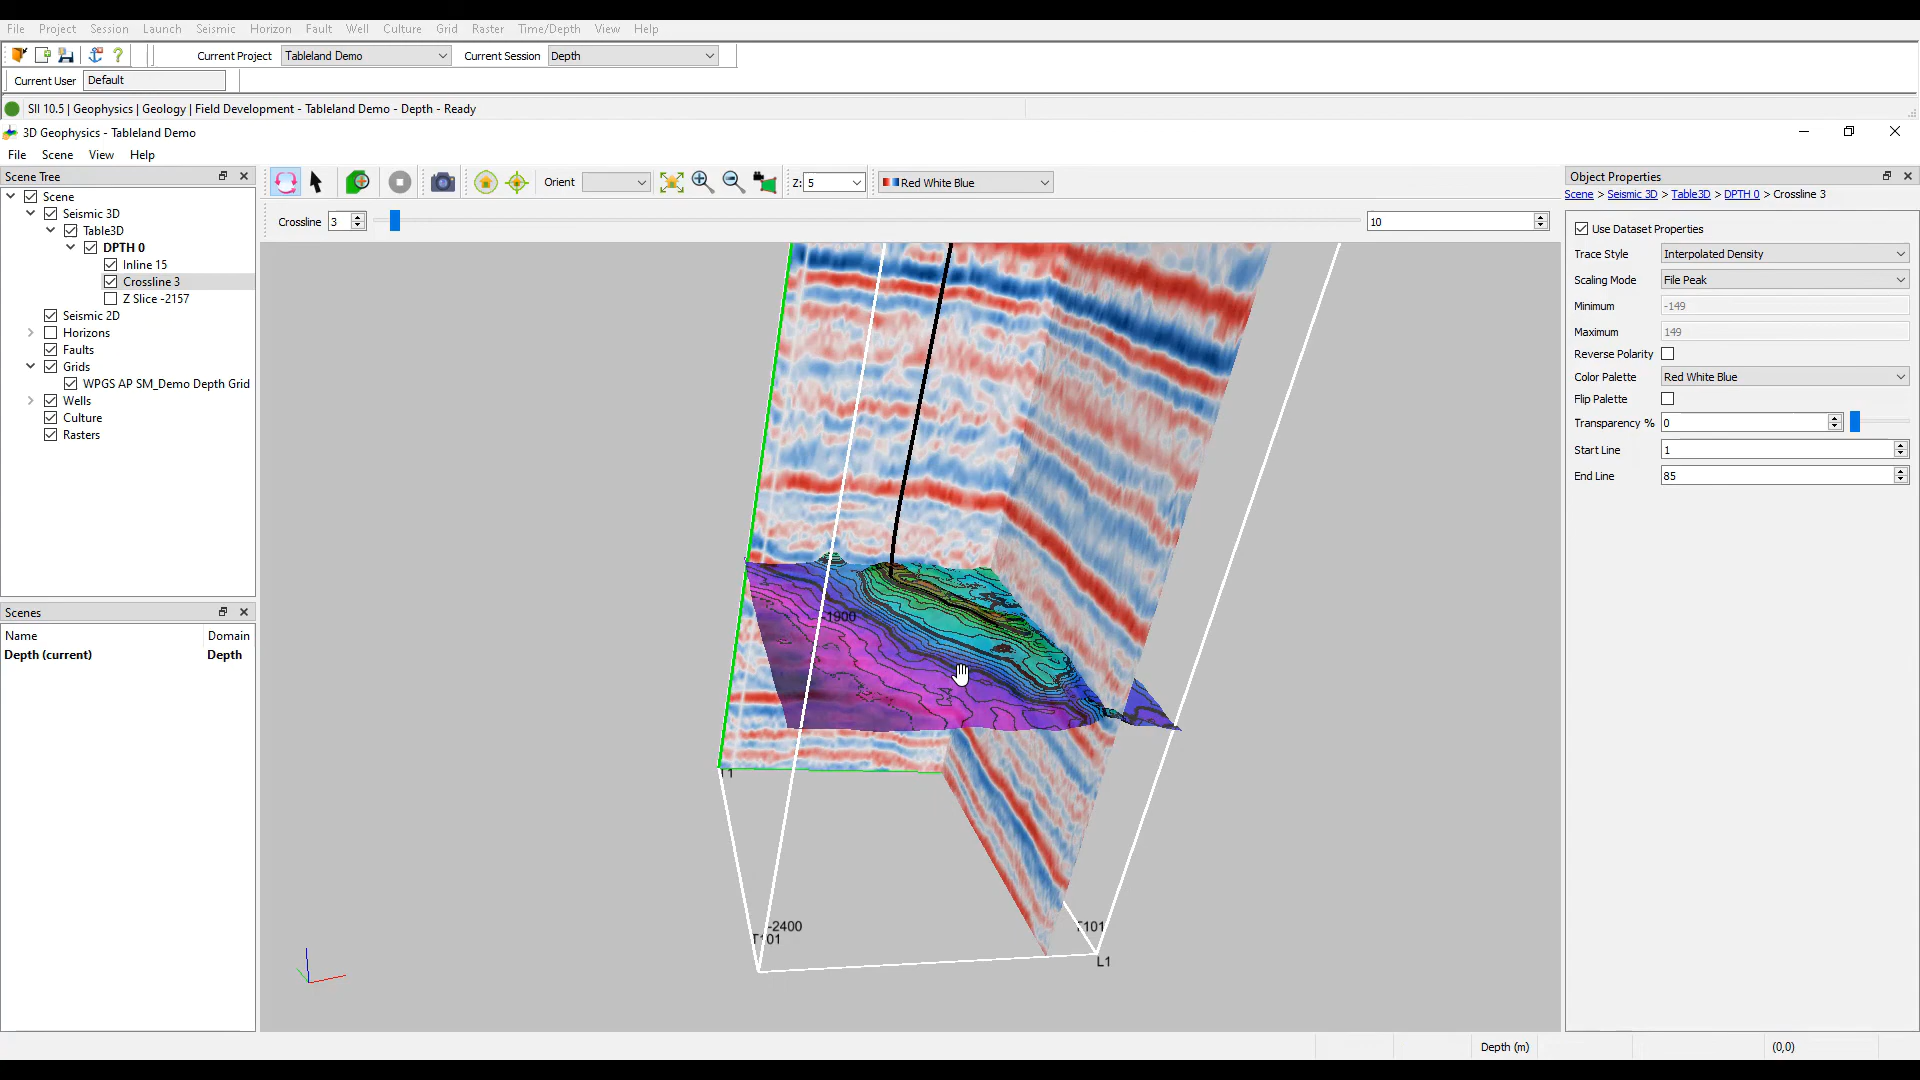 File Project Session Launch Seismic Horizon Fault Well Culture Grid Raster Time/Depth View Help
Current Project Tableland Demo Current Session Depth
Current User Default
SII 10.5 | Geophysics | Geology | Field Development - Tableland Demo - Depth - Ready
3D Geophysics - Tableland Demo
File Scene View Help
Scene Tree
Scene
Seismic 3D
Table3D
DPTH 0
Inline 15
Crossline 3
Z Slice -2157
Seismic 2D
Horizons
Faults
Grids
WPGS AP SM_Demo Depth Grid
Wells
Culture
Rasters
Scenes
Name Domain
Depth (current) Depth
Orient Z: 5 Red White Blue
Crossline 3 10
-1900
-2400
T101
T101
L1
Object Properties
Scene > Seismic 3D > Table3D > DPTH 0 > Crossline 3
Use Dataset Properties
Trace Style Interpolated Density
Scaling Mode File Peak
Minimum -149
Maximum 149
Reverse Polarity
Color Palette Red White Blue
Flip Palette
Transparency % 0
Start Line 1
End Line 85
Depth (m) (0,0)